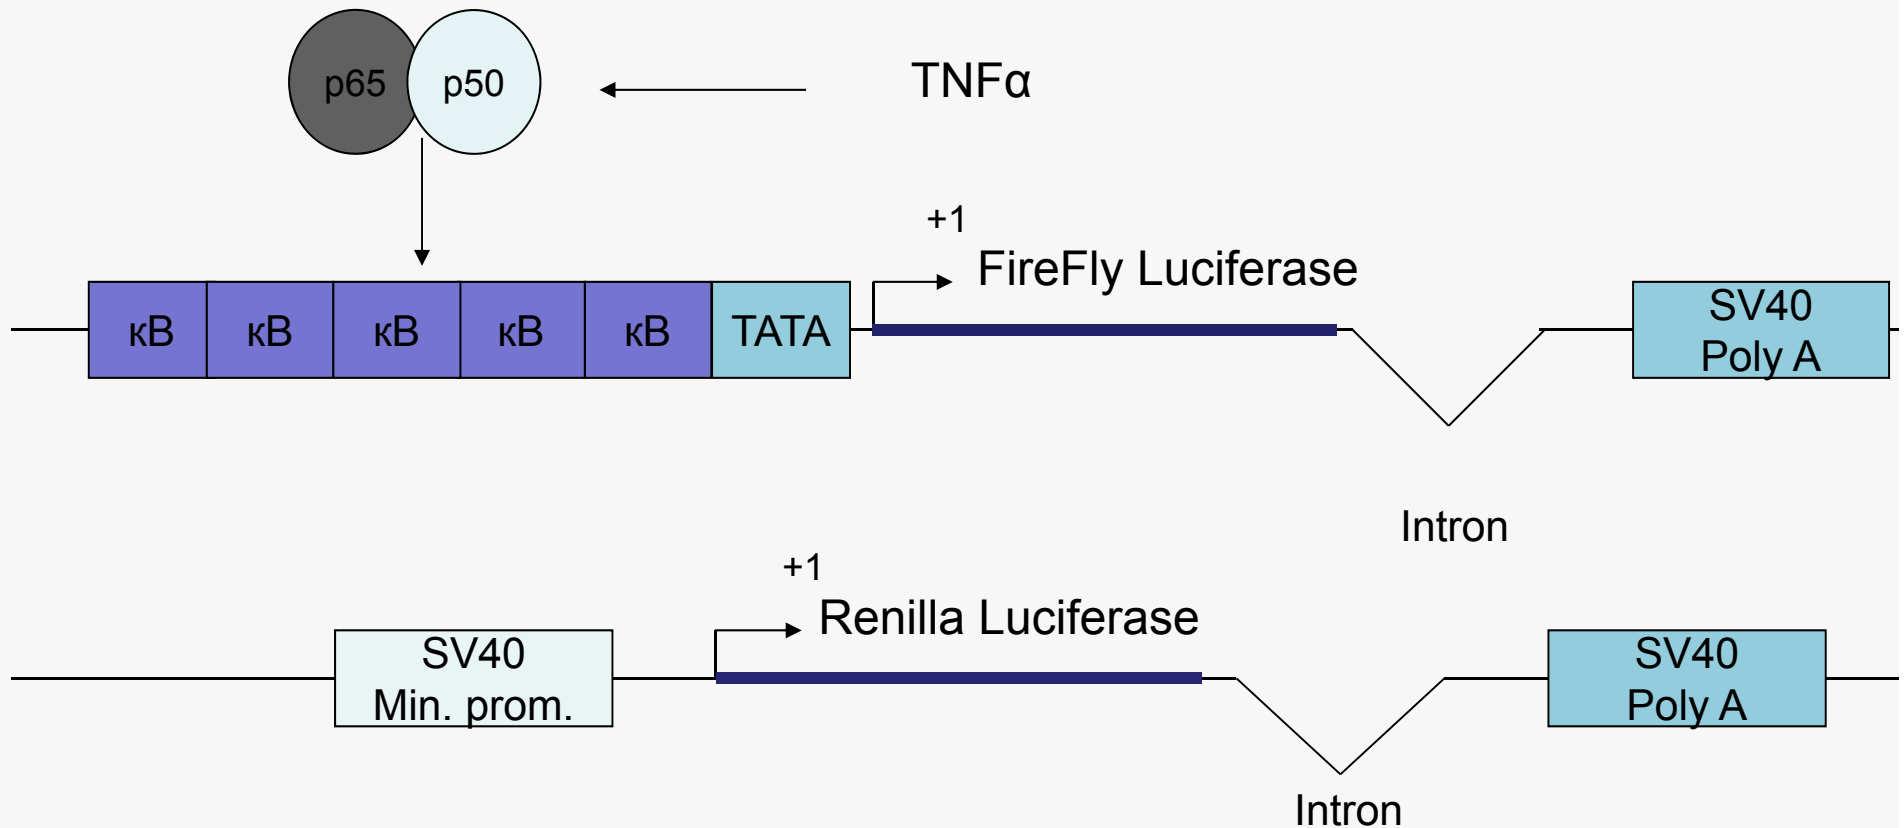 p65 p50 TNFα
+1
FireFly Luciferase
κB κB κB κB κB TATA
SV40
Poly A
Intron
+1
Renilla Luciferase
SV40
Min. prom.
SV40
Poly A
Intron